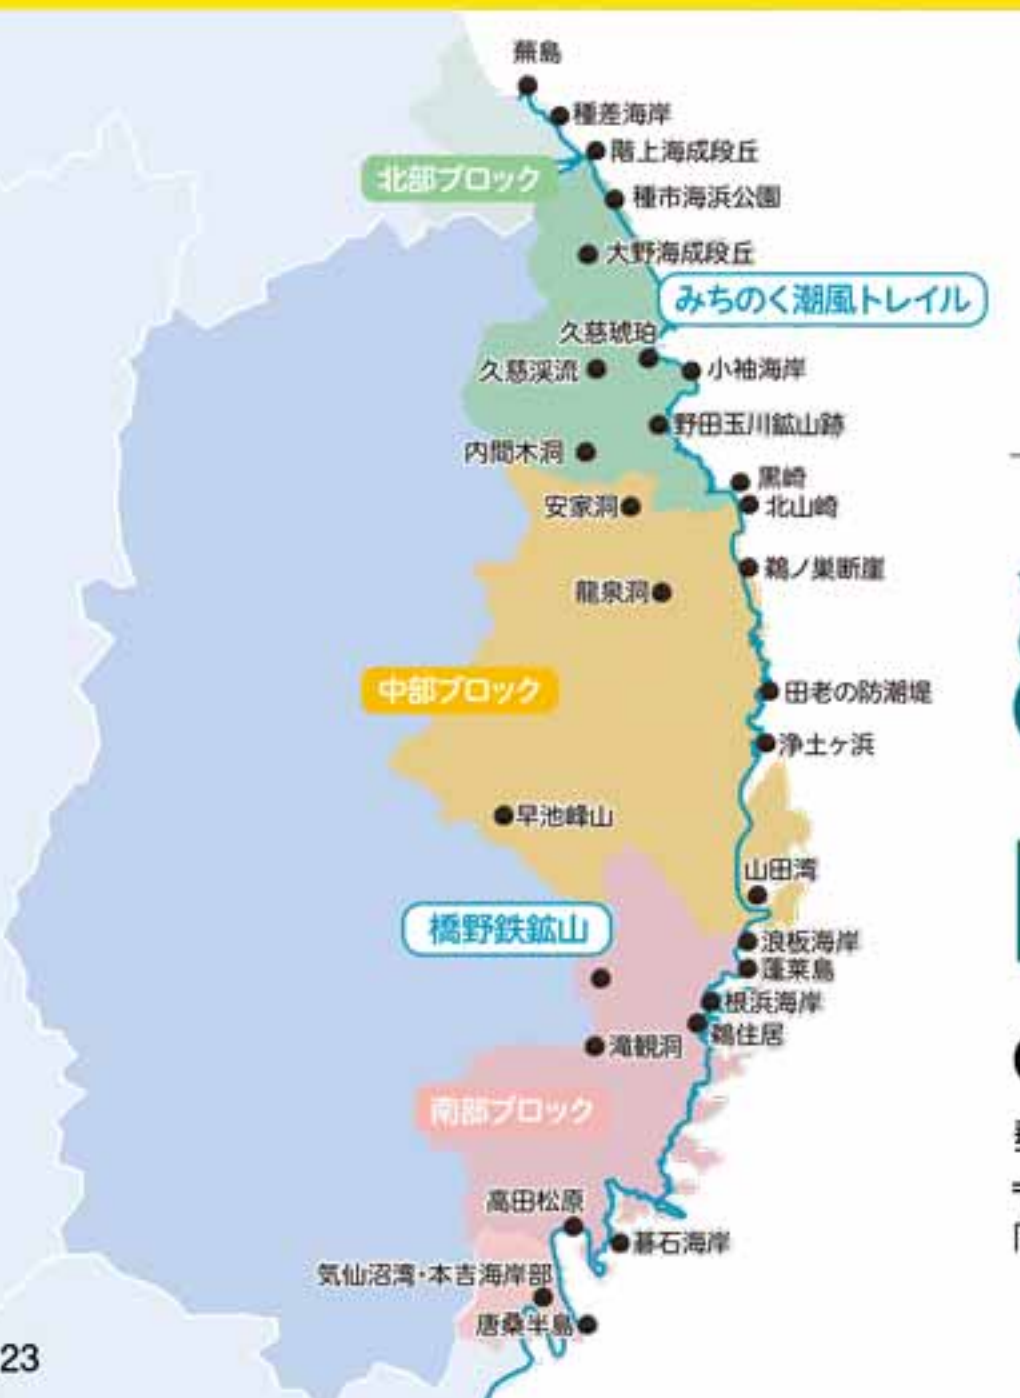 蕪島
種差海岸
階上海成段丘
北部ブロック
種市海浜公園
大野海成段丘
みちのく潮風トレイル
久慈琥珀
久慈渓流
小袖海岸
野田玉川鉱山跡
内間木洞
黒崎
安家洞
北山崎
鵜ノ巣断崖
龍泉洞
中部ブロック
田老の防潮堤
浄土ヶ浜
早池峰山
山田湾
橋野鉄鉱山
浪板海岸
蓬莱島
根浜海岸
鵜住居
滝観洞
南部ブロック
高田松原
碁石海岸
気仙沼湾・本吉海岸部
唐桑半島
23